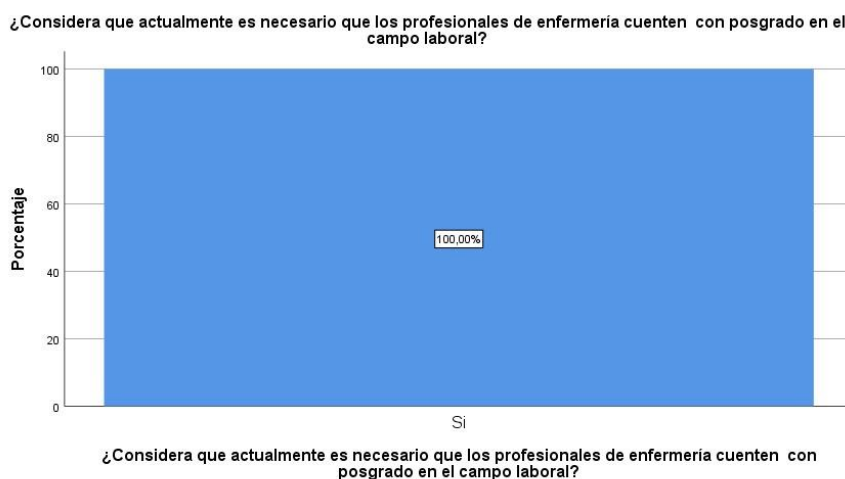 ¿Considera que actualmente es necesario que los profesionales de enfermería cuenten  con posgrado en el
campo laboral?
100
80
60
40
20
0
Porcentaje
100,00%
Si
¿Considera que actualmente es necesario que los profesionales de enfermería cuenten  con
posgrado en el campo laboral?